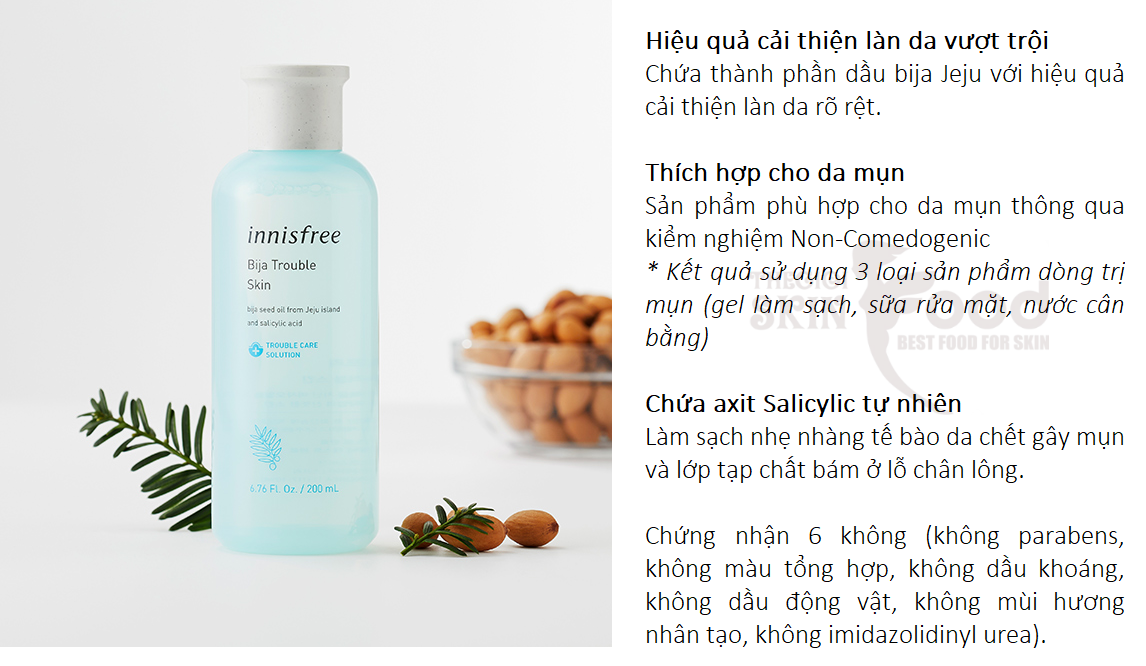 innisfree
Bija Trouble
Skin
bija seed oil from Jeju island
and salicylic acid
TROUBLE CARE
SOLUTION
6.76 FL Oz. / 200 mL
Hiệu quả cải thiện làn da vượt trội
Chứa thành phần dầu bija Jeju với hiệu quả
cải thiện làn da rõ rệt.
Thích hợp cho da mụn
Sản phẩm phù hợp cho da mụn thông qua
kiểm nghiệm Non-Comedogenic
* Kết quả sử dụng 3 loại sản phẩm dòng trị
mụn (gel làm sạch, sữa rửa mặt, nước cân
bằng)
THEGIOI
SKIN Food
BEST FOOD FOR SKIN
Chứa axit Salicylic tự nhiên
Làm sạch nhẹ nhàng tế bào da chết gây mụn
và lớp tạp chất bám ở lỗ chân lông.
Chứng nhận 6 không (không parabens,
không màu tổng hợp, không dầu khoáng,
không dầu động vật, không mùi hương
nhân tạo, không imidazolidinyl urea).